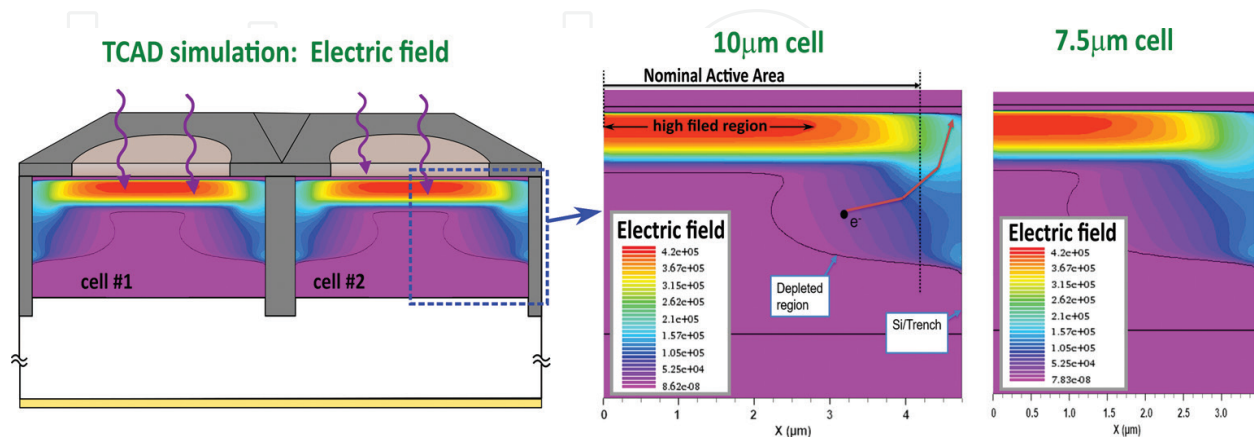 TCAD simulation: Electric field
cell #1
cell #2
10μm cell
Nominal Active Area
high filed region
e-
Electric field
4.2e+05
3.67e+05
3.15e+05
2.62e+05
2.1e+05
1.57e+05
1.05e+05
5.25e+04
8.62e-08
Depleted
region
Si/Trench
0 1 2 3 4
X (μm)
7.5μm cell
Electric field
4.2e+05
3.67e+05
3.15e+05
2.62e+05
2.1e+05
1.57e+05
1.05e+05
5.25e+04
7.83e-08
0 0.5 1.0 1.5 2.0 2.5 3.0
X (μm)